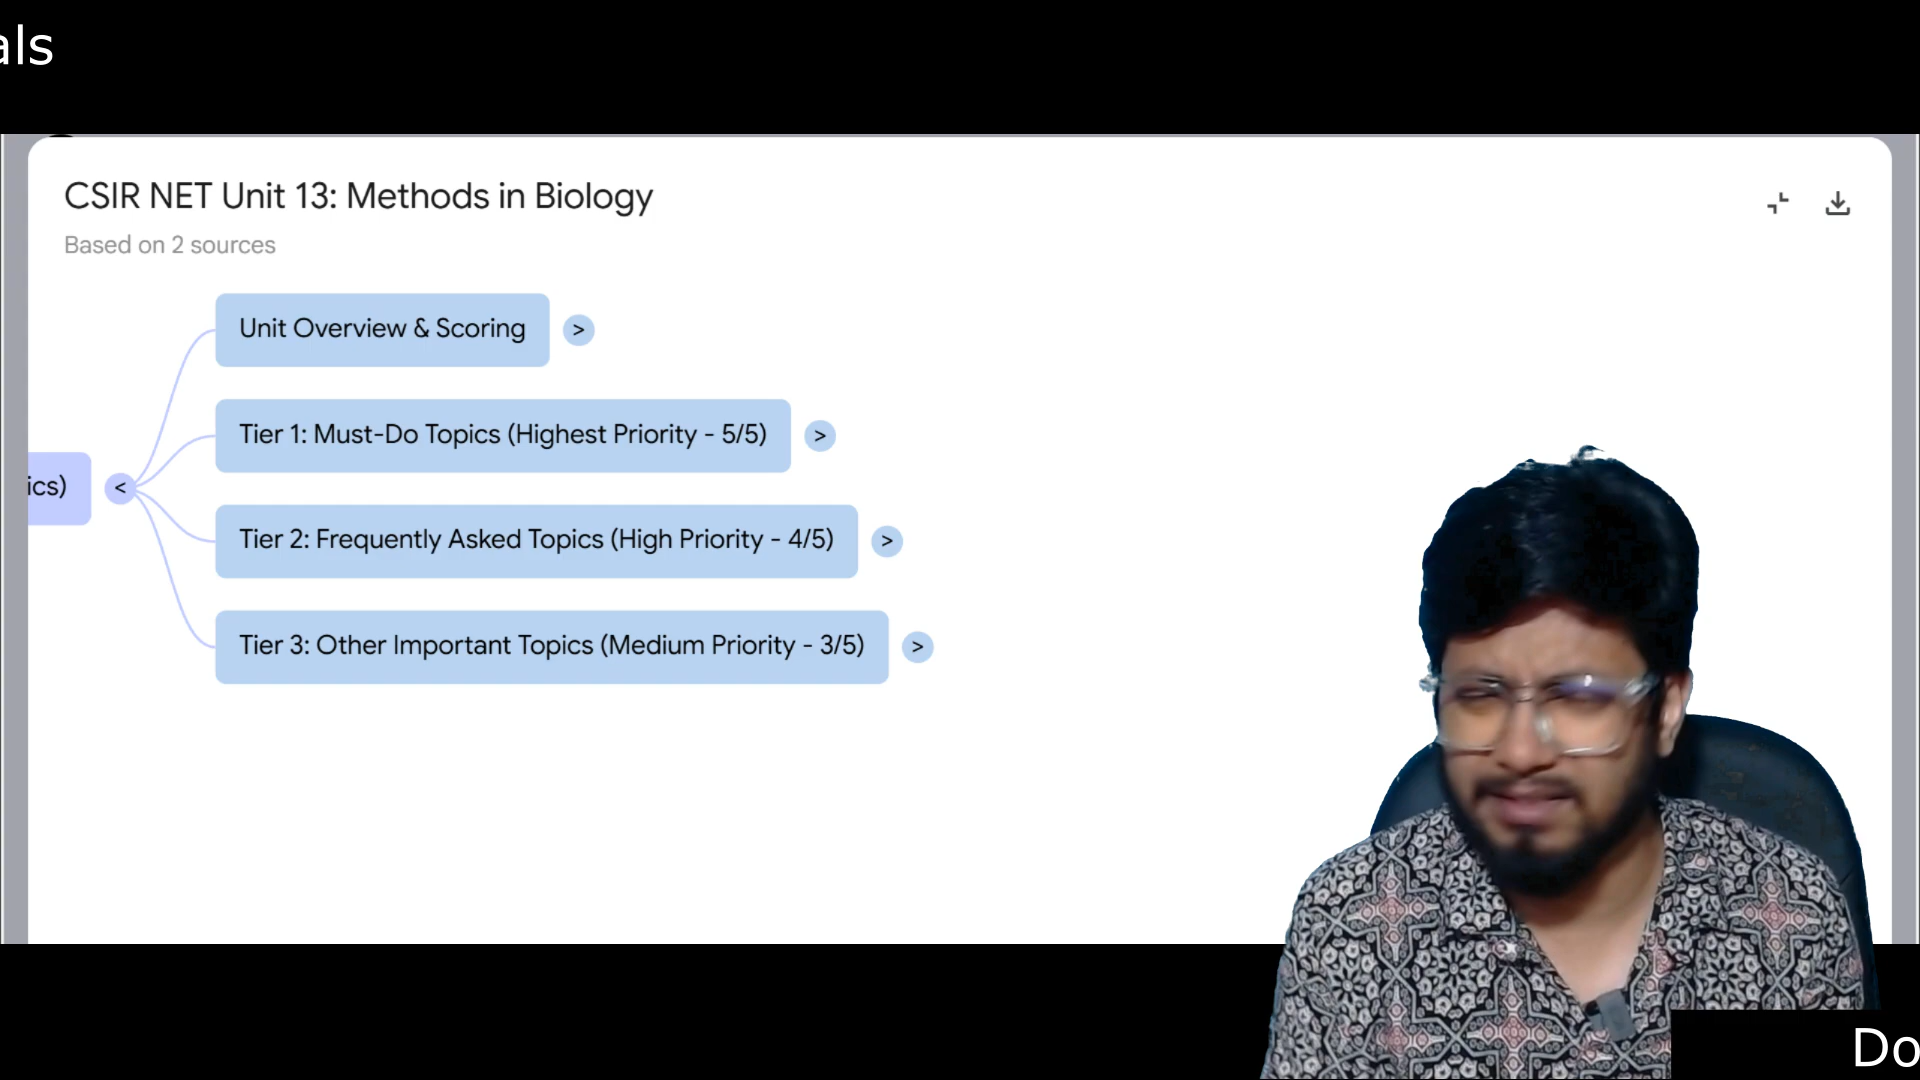 als
CSIR NET Unit 13: Methods in Biology
Based on 2 sources
Unit Overview & Scoring >
Tier 1: Must-Do Topics (Highest Priority - 5/5) >
ics) <
Tier 2: Frequently Asked Topics (High Priority - 4/5) >
Tier 3: Other Important Topics (Medium Priority - 3/5) >
Do